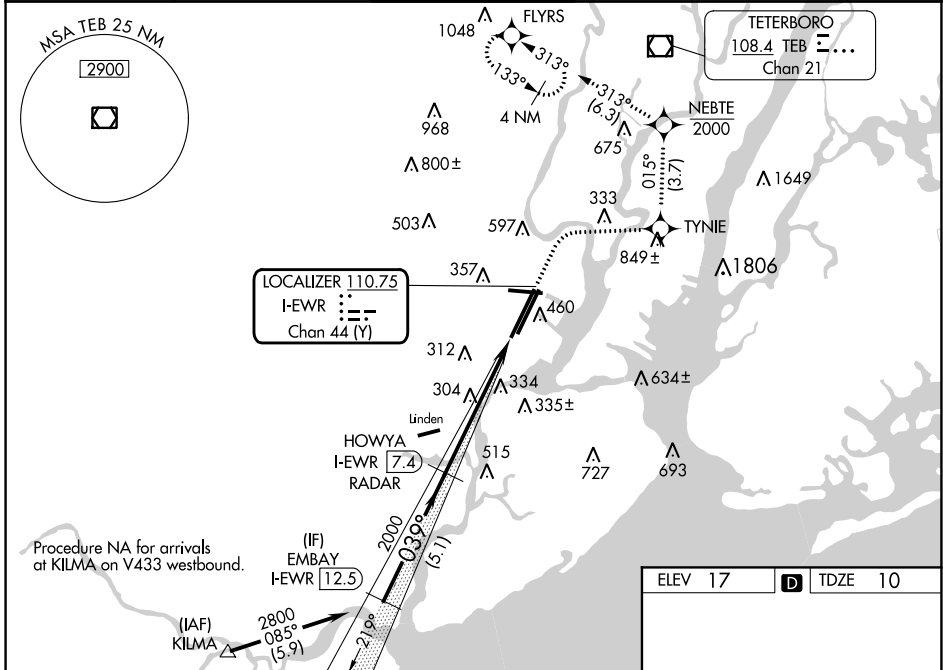 MSA TEB 25 NM
2900
1048
FLYRS
313°
133°
4 NM
313°
(6.3)
TETERBORO
108.4 TEB
Chan 21
NEBTE
2000
675
968
800±
015°
(3.7)
1649
503
597
333
TYNIE
849±
1806
357
LOCALIZER 110.75
I-EWR
Chan 44 (Y)
460
312
304
334
335±
634±
Linden
HOWYA
I-EWR 7.4
RADAR
515
727
693
2000
039°
(5.1)
Procedure NA for arrivals
at KILMA on V433 westbound.
(IF)
EMBAY
I-EWR 12.5
(IAF)
KILMA
2800
085°
(5.9)
219°
ELEV 17 D TDZE 10